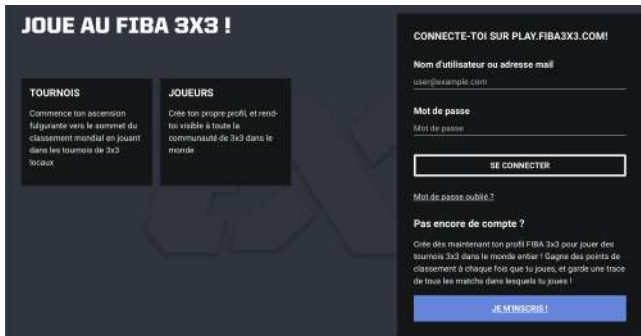 JOUE AU FIBA 3X3 !
TOURNOIS
Commence ton ascension
fulgurante vers le sommet du
classement mondial en jouant
dans les tournois de 3x3
locaux
JOUEURS
Crée ton propre profil, et rend-
toi visible à toute la
communauté de 3x3 dans le
monde
CONNECTE-TOI SUR PLAY.FIBA3X3.COM!
Nom d'utilisateur ou adresse mail
user@example.com
Mot de passe
Mot de passe
SE CONNECTER
Mot de passe oublié ?
Pas encore de compte ?
Crée dès maintenant ton profil FIBA 3x3 pour jouer des
tournois 3x3 dans le monde entier ! Gagne des points de
classement à chaque fois que tu joues, et garde une trace
de tous les matchs dans lesquels tu joues !
JE M'INSCRIS !